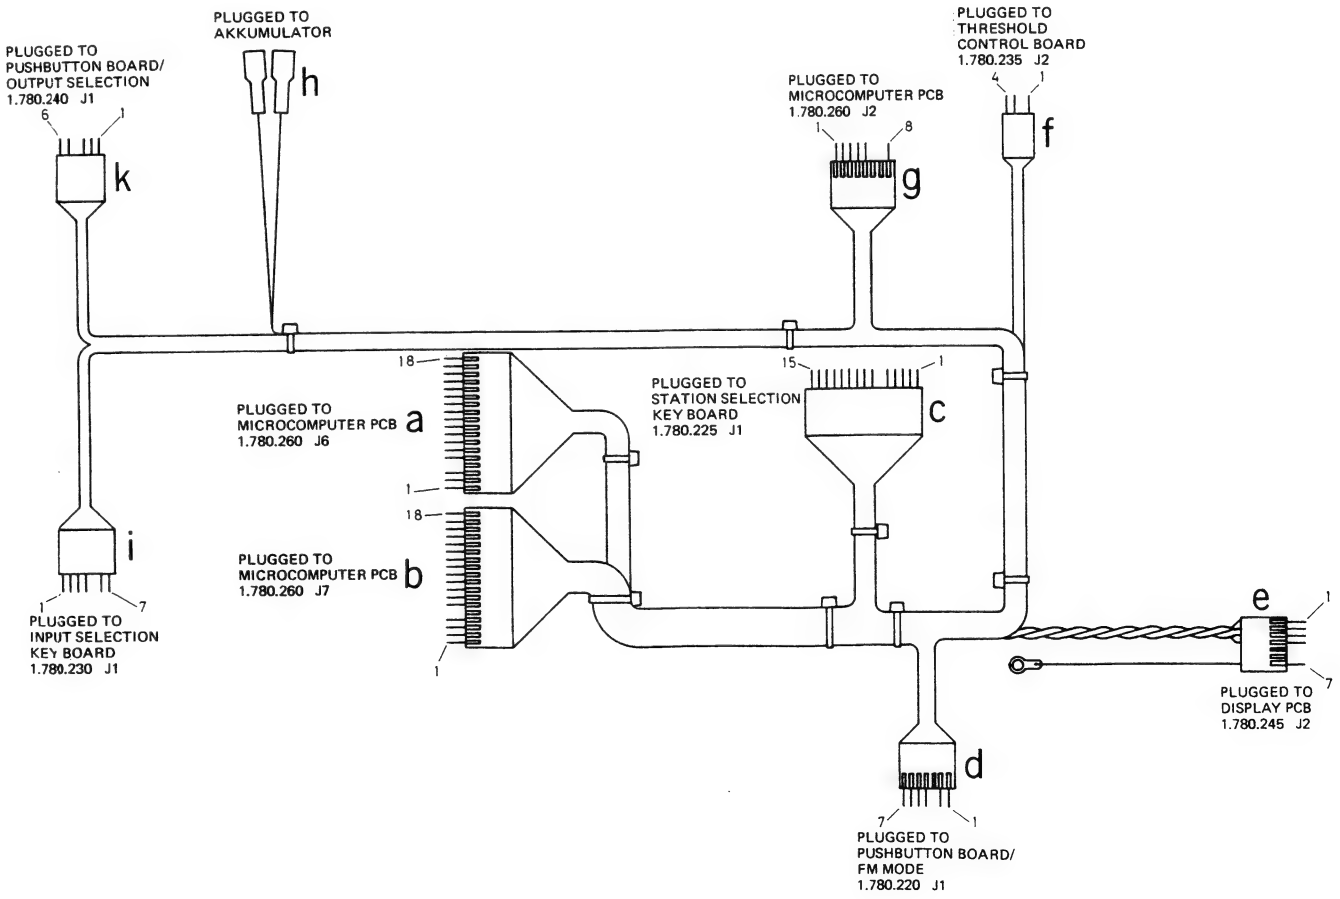 PLUGGED TO
PUSHBUTTON BOARD/
OUTPUT SELECTION
1.780.240 J1
6 1
k
PLUGGED TO
AKKUMULATOR
h
PLUGGED TO
MICROCOMPUTER PCB
1.780.260 J2
1 8
g
PLUGGED TO
THRESHOLD
CONTROL BOARD
1.780.235 J2
4 1
f
18
PLUGGED TO
MICROCOMPUTER PCB
1.780.260 J6
a
1
PLUGGED TO
STATION SELECTION
KEY BOARD
1.780.225 J1
15 1
c
18
PLUGGED TO
MICROCOMPUTER PCB
1.780.260 J7
b
1
i
1 7
PLUGGED TO
INPUT SELECTION
KEY BOARD
1.780.230 J1
e
1
7
PLUGGED TO
DISPLAY PCB
1.780.245 J2
d
7 1
PLUGGED TO
PUSHBUTTON BOARD/
FM MODE
1.780.220 J1